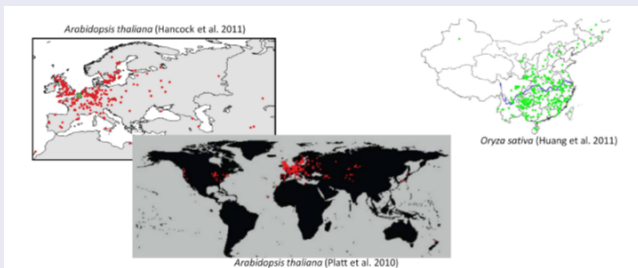 Arabidopsis thaliana (Hancock et al. 2011)
Oryza sativa (Huang et al. 2011)
Arabidopsis thaliana (Platt et al. 2010)